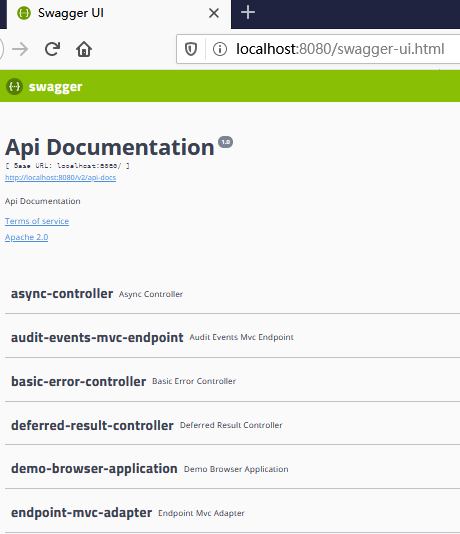 Swagger UI
localhost:8080/swagger-ui.html
swagger
Api Documentation 1.0
[ Base URL: localhost:8080/ ]
http://localhost:8080/v2/api-docs
Api Documentation
Terms of service
Apache 2.0
async-controller Async Controller
audit-events-mvc-endpoint Audit Events Mvc Endpoint
basic-error-controller Basic Error Controller
deferred-result-controller Deferred Result Controller
demo-browser-application Demo Browser Application
endpoint-mvc-adapter Endpoint Mvc Adapter